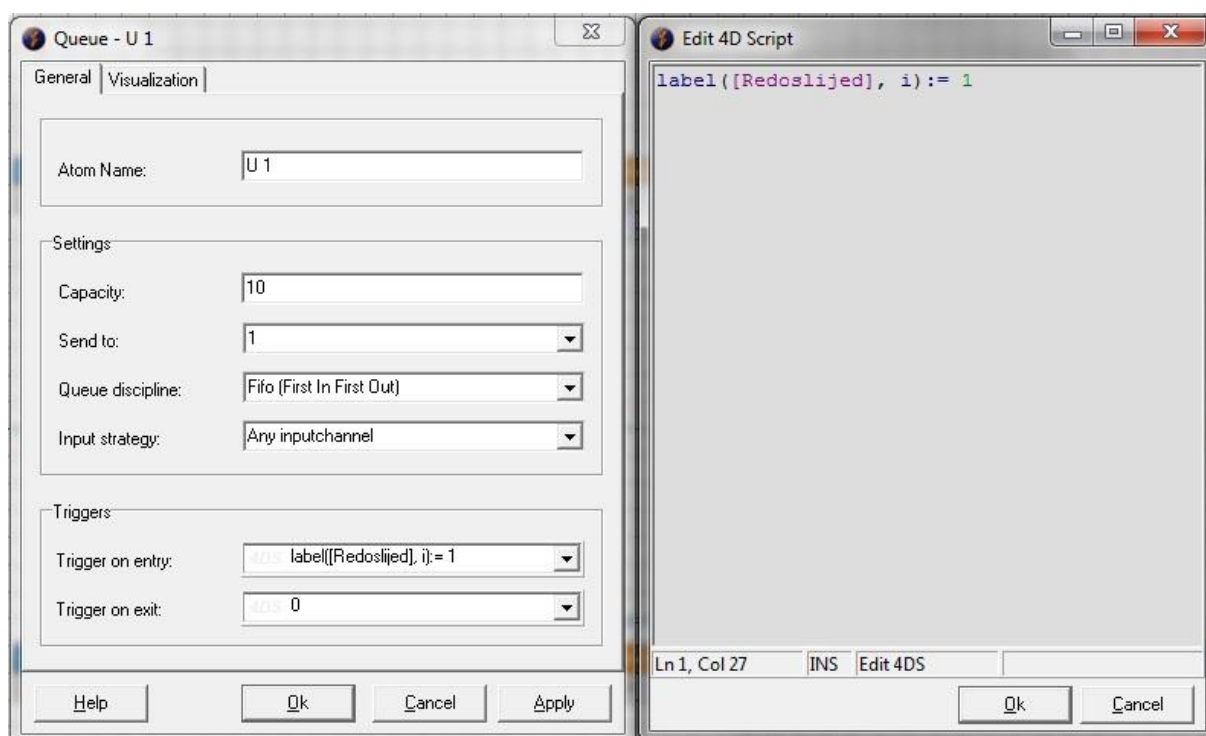 Queue - U 1
General
Visualization
Atom Name:
U 1
Settings
Capacity:
10
Send to:
1
Queue discipline:
Fifo (First In First Out)
Input strategy:
Any inputchannel
Triggers
Trigger on entry:
4DS label([Redoslijed], i):= 1
Trigger on exit:
4DS 0
Help
Ok
Cancel
Apply
Edit 4D Script
label([Redoslijed], i):= 1
Ln 1, Col 27
INS
Edit 4DS
Ok
Cancel